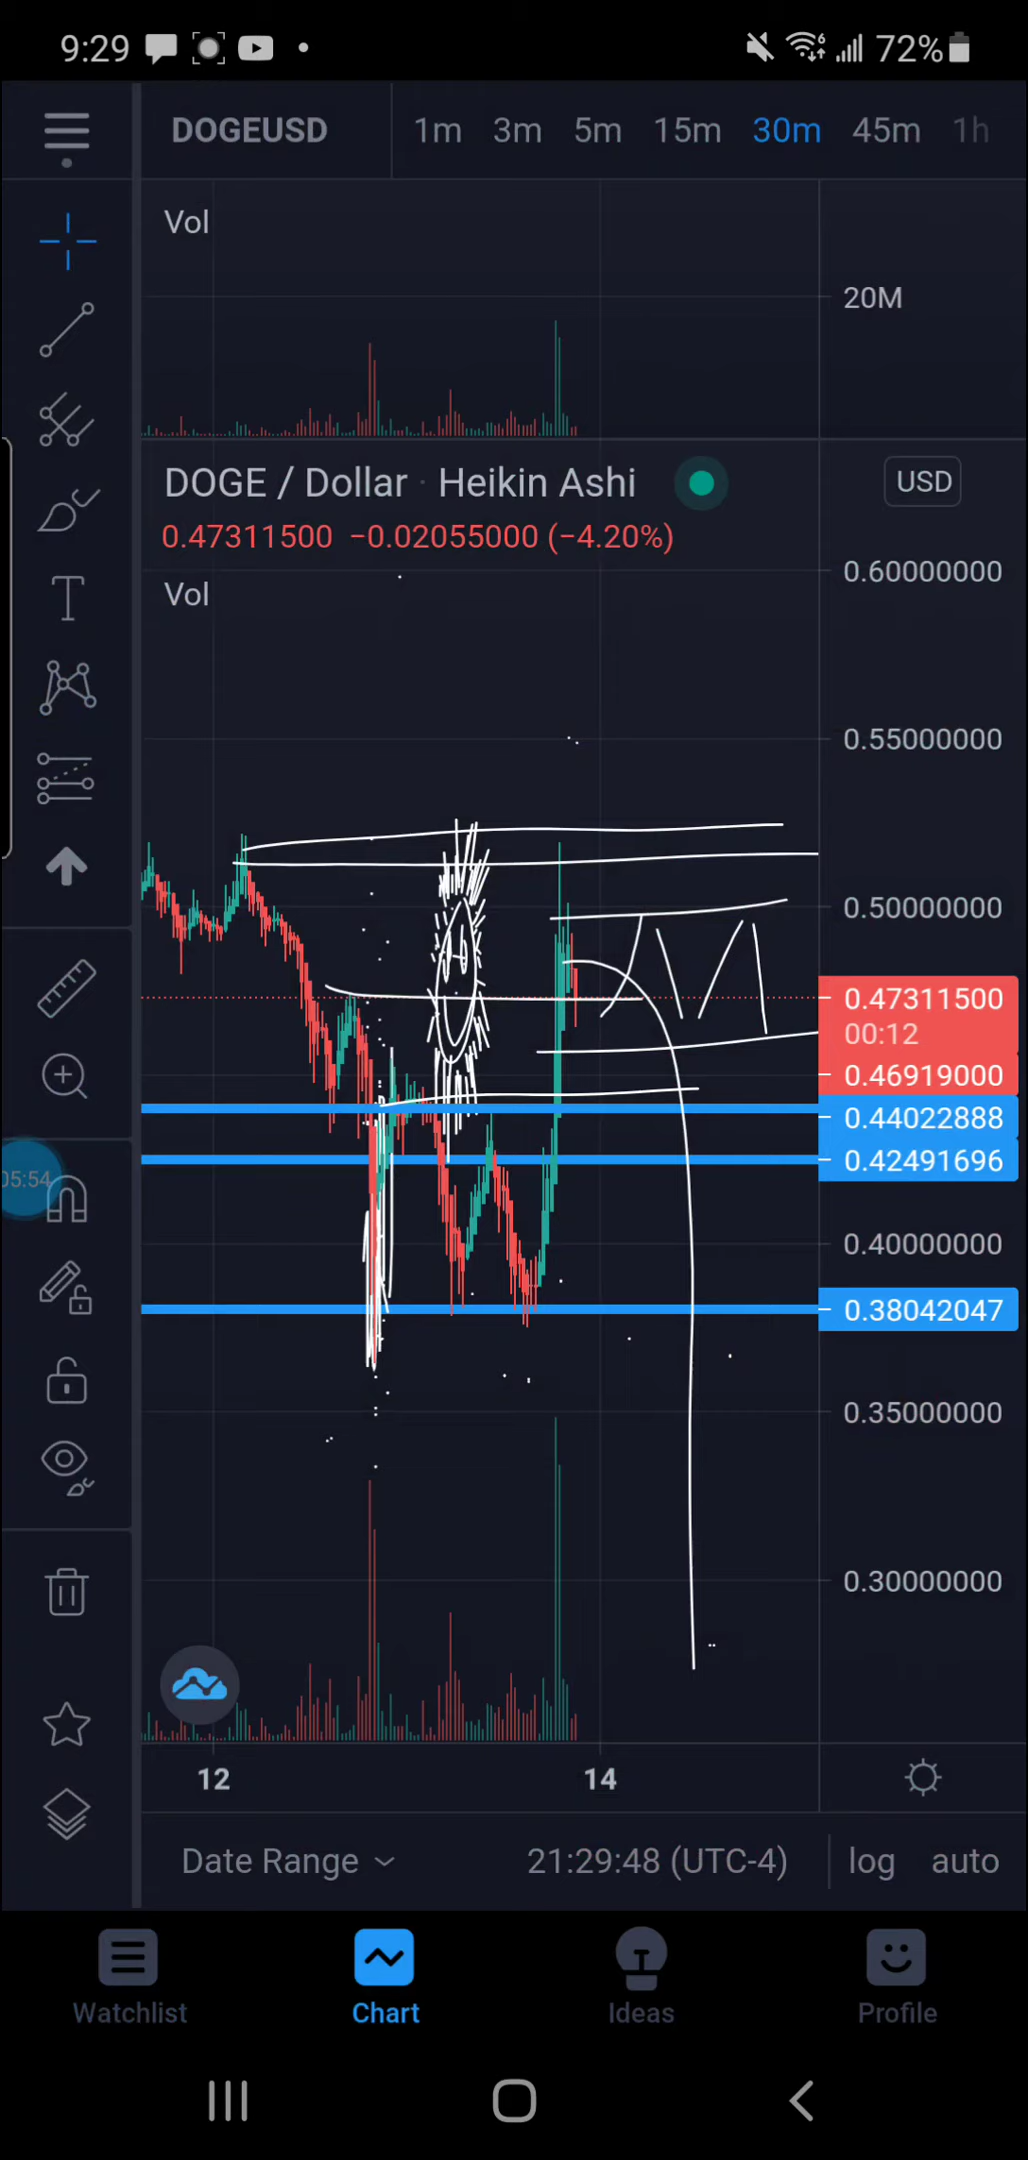 9:29 6 72%
DOGEUSD 1m 3m 5m 15m 30m 45m 1h
Vol
20M
DOGE / Dollar · Heikin Ashi USD
0.47311500 −0.02055000 (−4.20%)
0.60000000
Vol
0.55000000
0.50000000
0.47311500
00:12
0.46919000
0.44022888
0.42491696
05:54
0.40000000
0.38042047
0.35000000
0.30000000
12 14
Date Range 21:29:48 (UTC-4) log auto
Watchlist Chart Ideas Profile